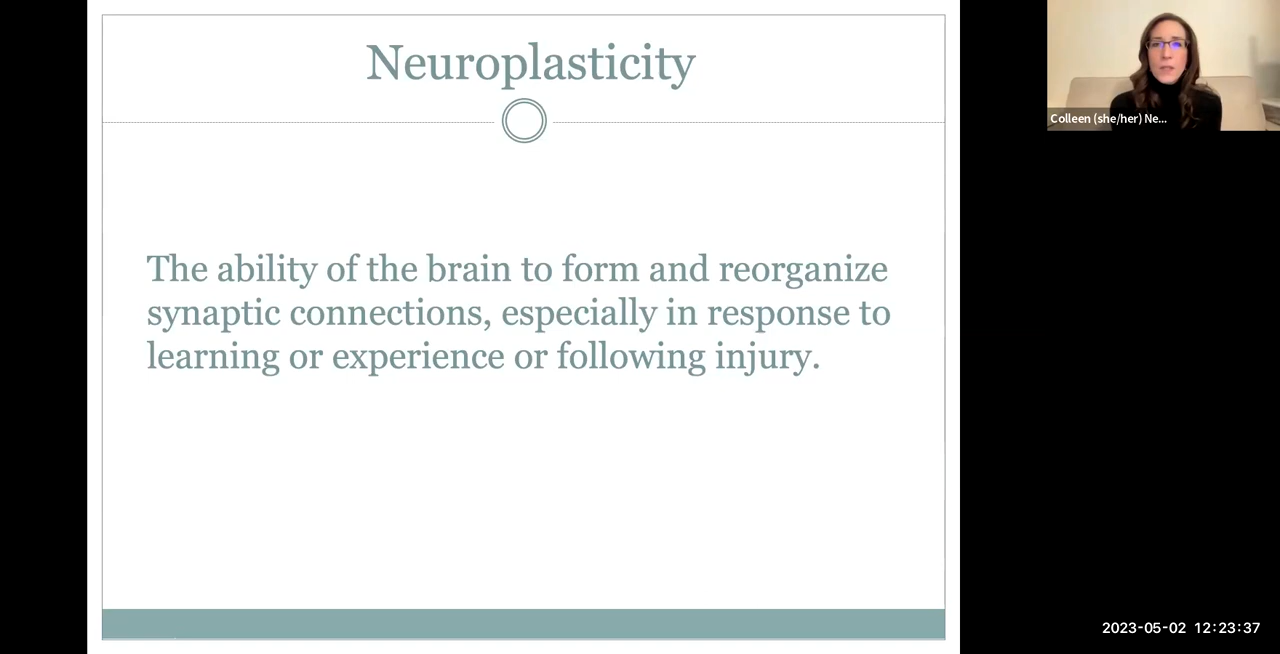 Neuroplasticity
The ability of the brain to form and reorganize
synaptic connections, especially in response to
learning or experience or following injury.
Colleen (she/her) Ne...
2023-05-02 12:23:37